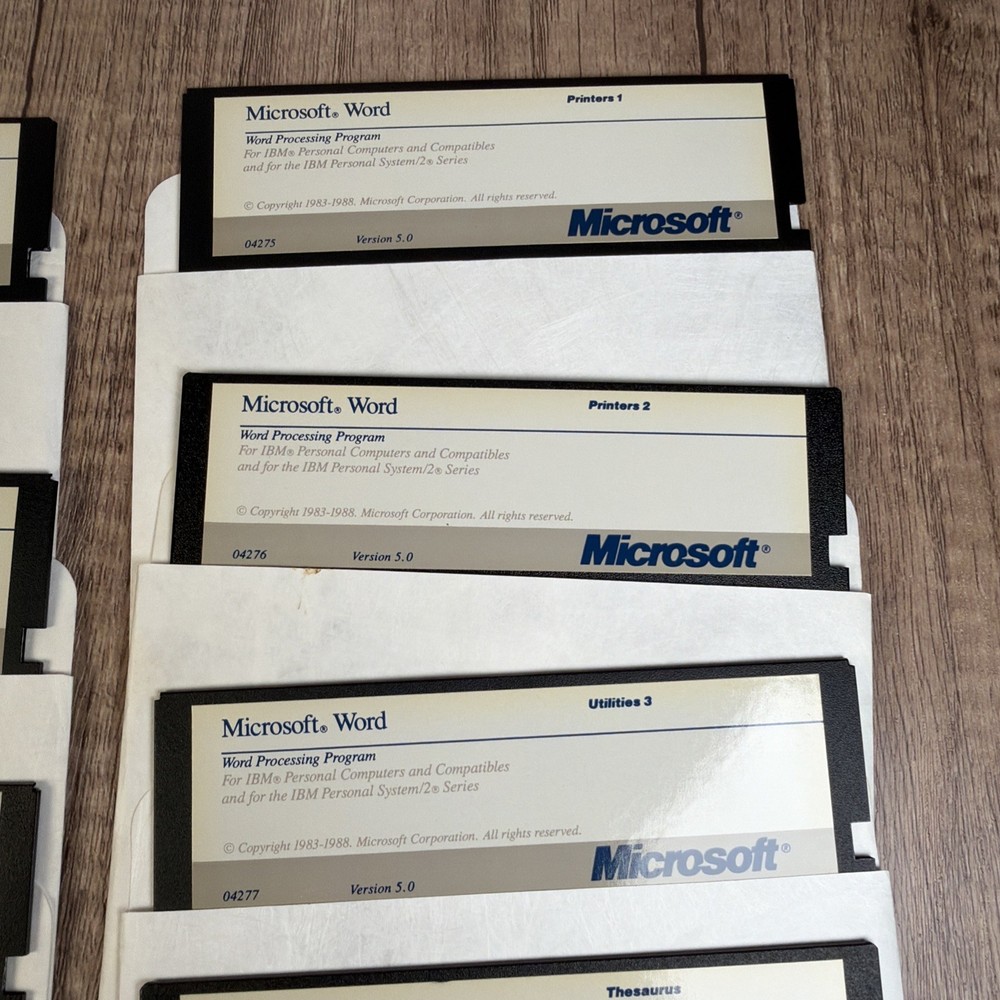 Microsoft® Word
Printers 1
Word Processing Program
For IBM® Personal Computers and Compatibles
and for the IBM Personal System/2® Series
© Copyright 1983-1988. Microsoft Corporation. All rights reserved.
04275
Version 5.0
Microsoft®
Microsoft® Word
Printers 2
Word Processing Program
For IBM® Personal Computers and Compatibles
and for the IBM Personal System/2® Series
© Copyright 1983-1988. Microsoft Corporation. All rights reserved.
04276
Version 5.0
Microsoft®
Microsoft® Word
Utilities 3
Word Processing Program
For IBM® Personal Computers and Compatibles
and for the IBM Personal System/2® Series
© Copyright 1983-1988. Microsoft Corporation. All rights reserved.
04277
Version 5.0
Microsoft®
Thesaurus